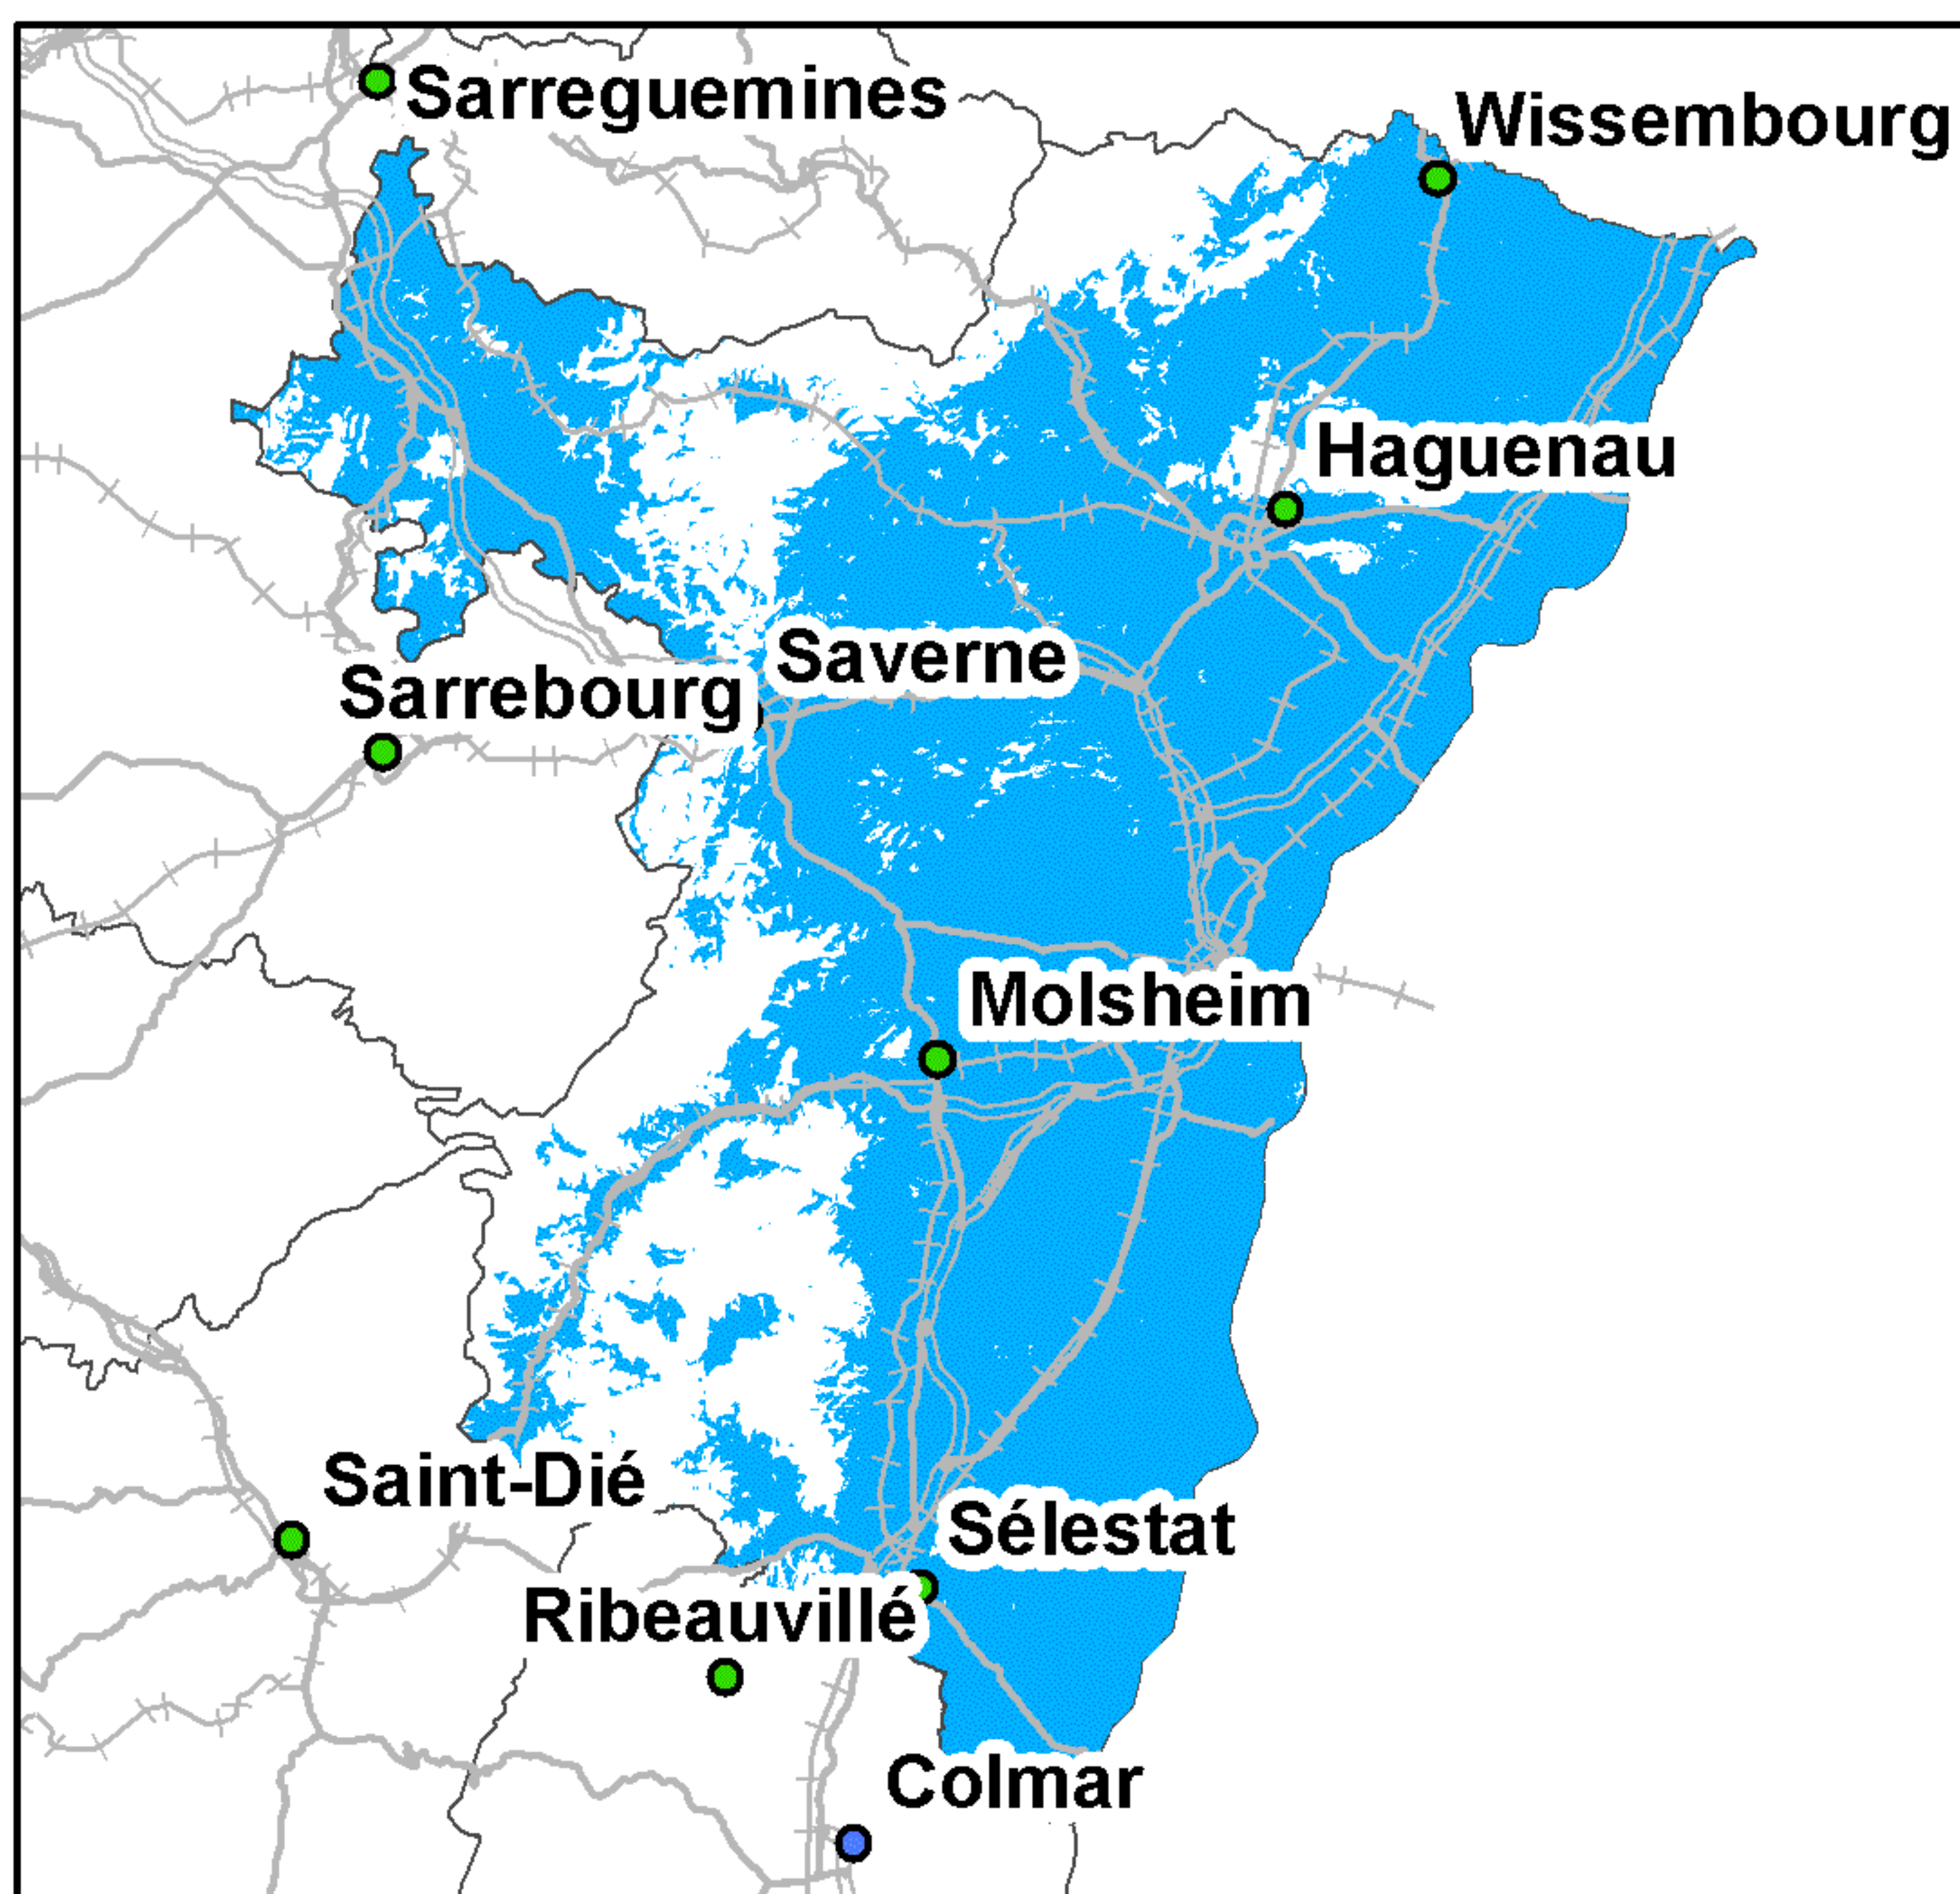 Sarreguemines
Wissembourg
Haguenau
Saverne
Sarrebourg
Molsheim
Saint-Dié
Sélestat
Ribeauvillé
Colmar